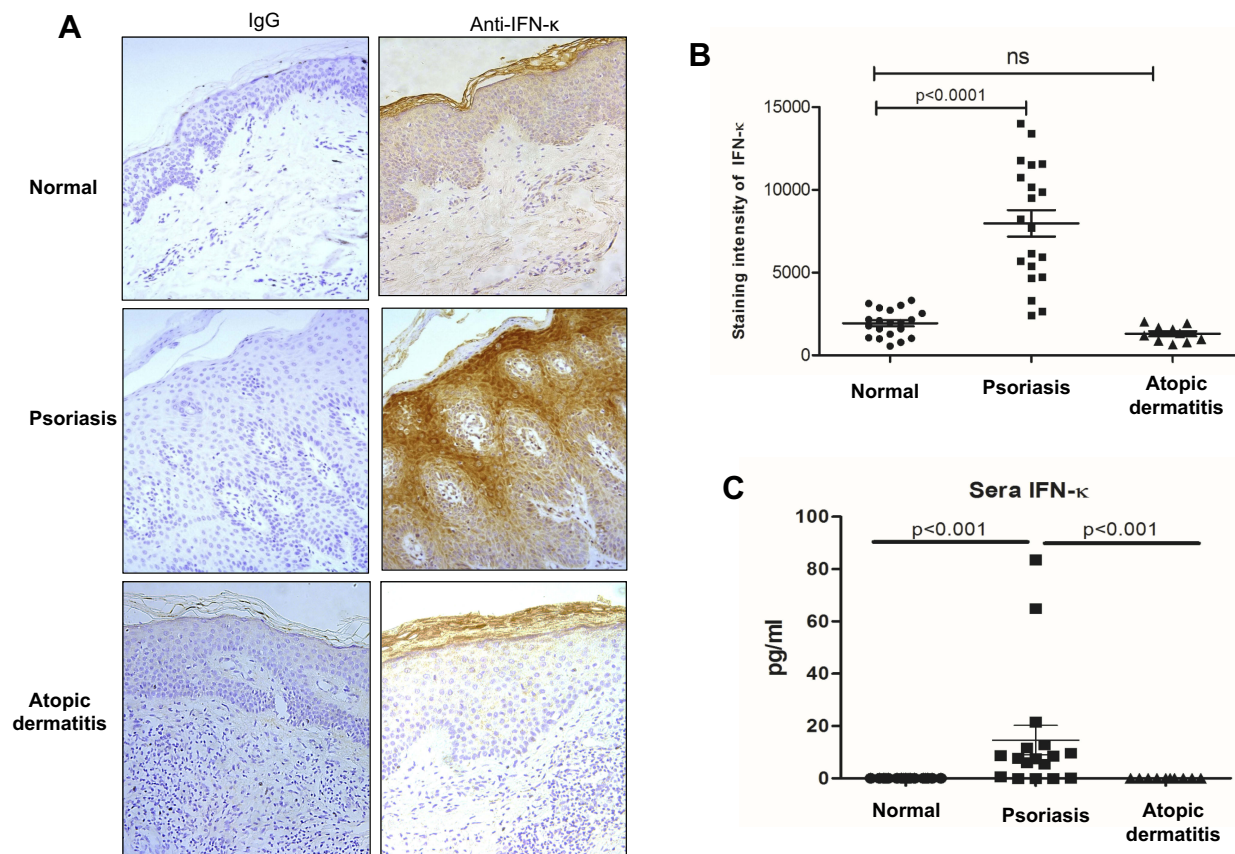 A
IgG
Anti-IFN-κ
Normal
Psoriasis
Atopic
dermatitis
B
ns
p<0.0001
15000
10000
5000
0
Staining intensity of IFN-κ
Normal
Psoriasis
Atopic
dermatitis
C
Sera IFN-κ
p<0.001
p<0.001
100
80
60
40
20
0
pg/ml
Normal
Psoriasis
Atopic
dermatitis